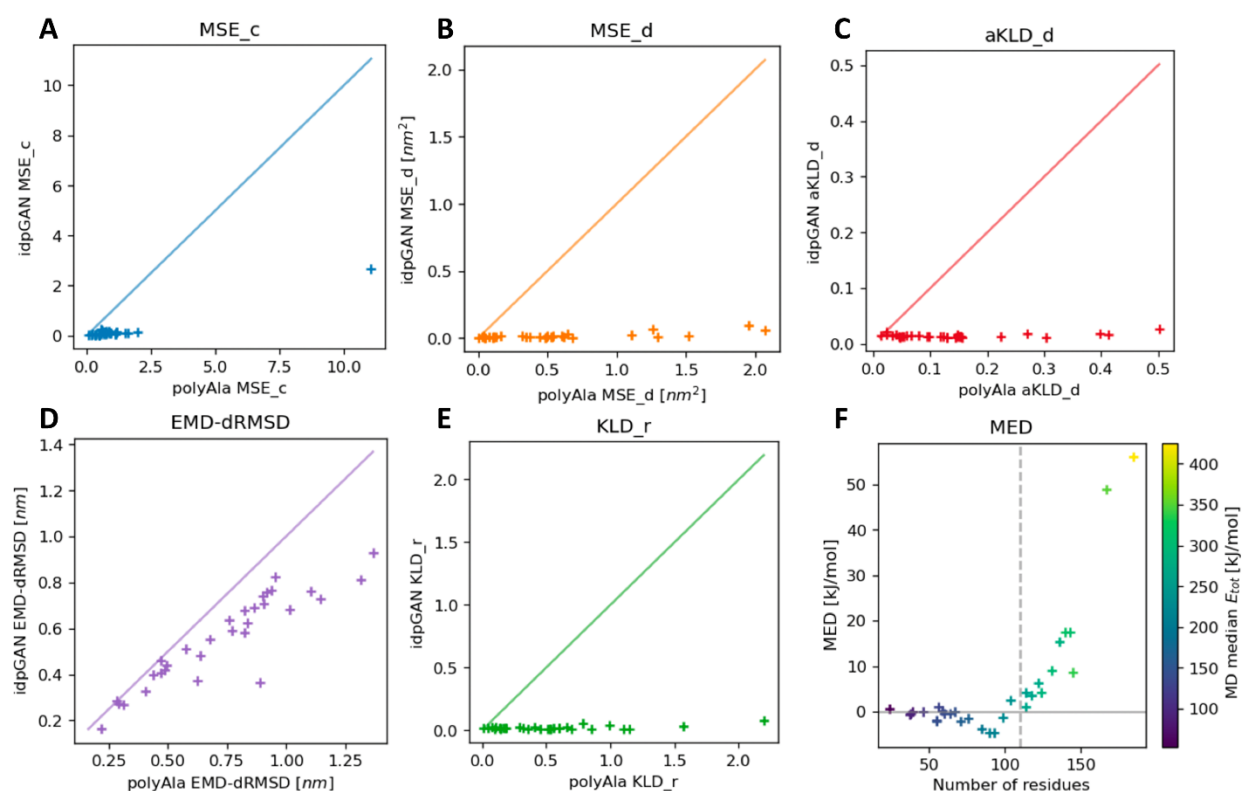 A
MSE_c
idpGAN MSE_c
10
8
6
4
2
0
0.0
2.5
5.0
7.5
10.0
polyAla MSE_c
B
MSE_d
idpGAN MSE_d [nm²]
2.0
1.5
1.0
0.5
0.0
0.0
0.5
1.0
1.5
2.0
polyAla MSE_d [nm²]
C
aKLD_d
idpGAN aKLD_d
0.5
0.4
0.3
0.2
0.1
0.0
0.0
0.1
0.2
0.3
0.4
0.5
polyAla aKLD_d
D
EMD-dRMSD
idpGAN EMD-dRMSD [nm]
1.4
1.2
1.0
0.8
0.6
0.4
0.2
0.25
0.50
0.75
1.00
1.25
polyAla EMD-dRMSD [nm]
E
KLD_r
idpGAN KLD_r
2.0
1.5
1.0
0.5
0.0
0.0
0.5
1.0
1.5
2.0
polyAla KLD_r
F
MED
MED [kJ/mol]
50
40
30
20
10
0
50
100
150
Number of residues
400
350
300
250
200
150
100
MD median Etot [kJ/mol]